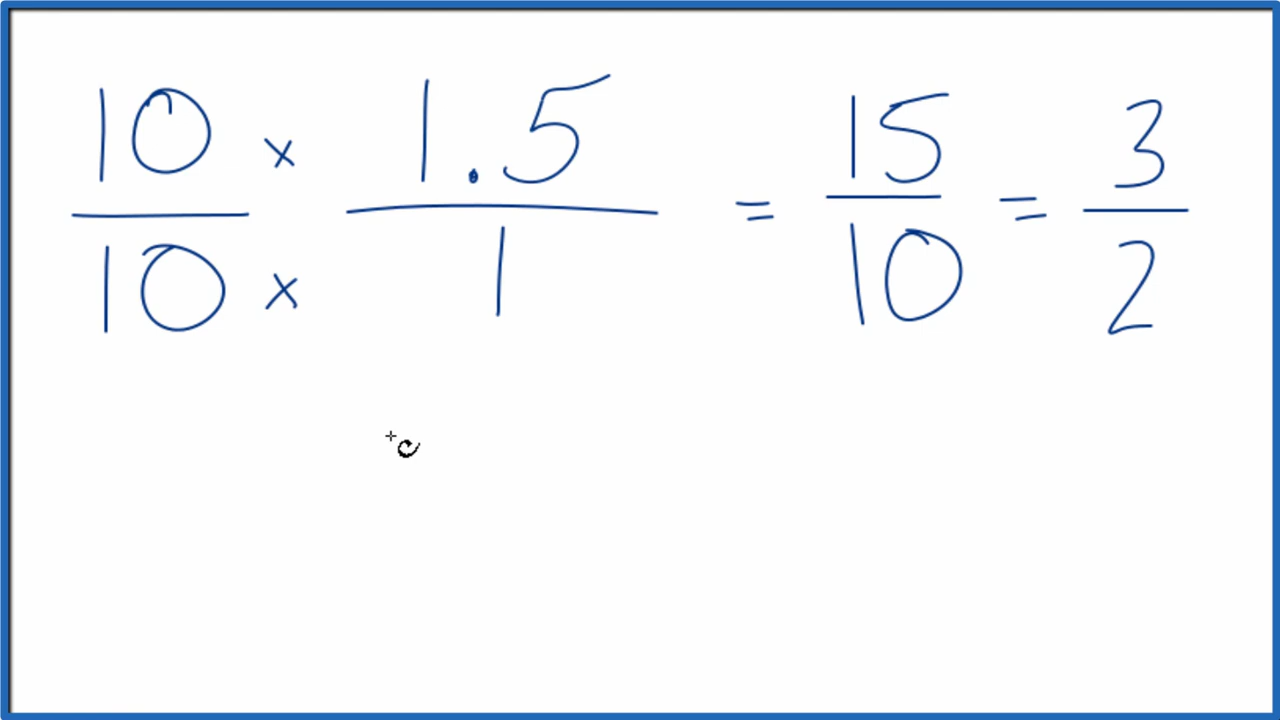 10 × 1.5 / 10 × 1 = 15/10 = 3/2